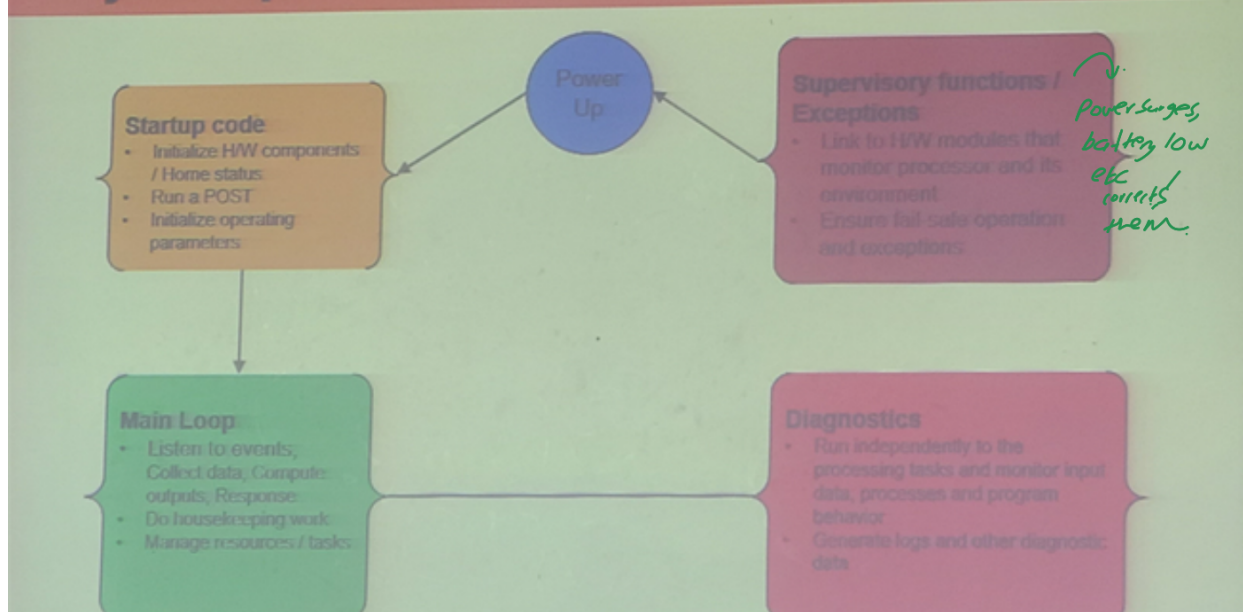 Power
Up
Startup code
• Initialize H/W components
/ Home status
• Run a POST
• Initialize operating
parameters
Supervisory functions /
Exceptions
• Link to H/W modules that
monitor processor and its
environment
• Ensure fail-safe operation
and exceptions
Power surges,
battery low
etc
corrects
them.
Main Loop
• Listen to events,
Collect data, Compute
outputs, Response
• Do housekeeping work
• Manage resources / tasks
Diagnostics
• Run independently to the
processing tasks and monitor input
data, processes and program
behavior
• Generate logs and other diagnostic
data